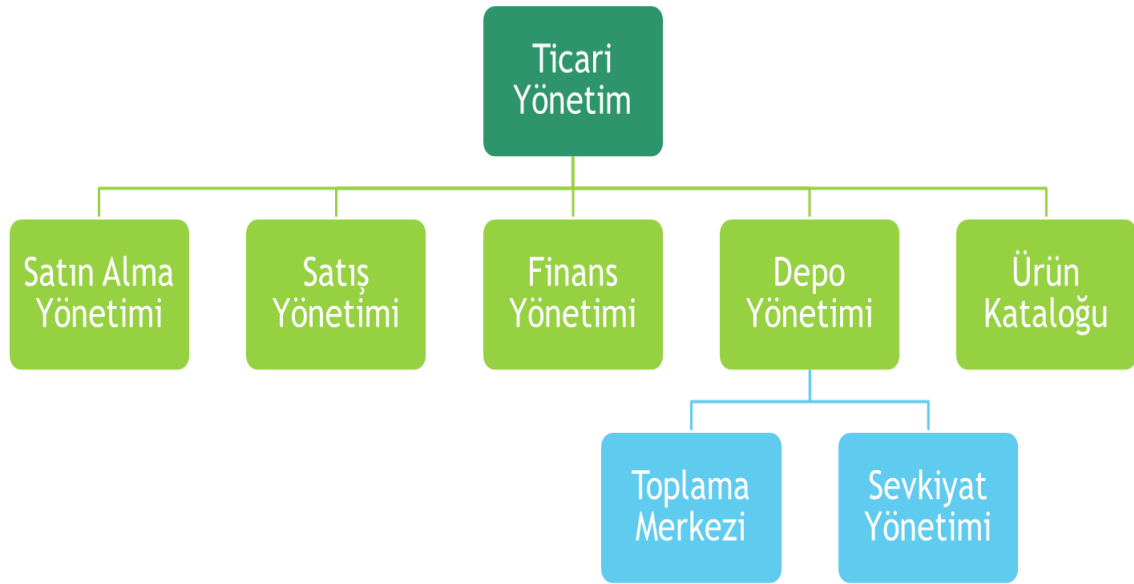 Ticari
Yönetim
Satın Alma
Yönetimi
Satış
Yönetimi
Finans
Yönetimi
Depo
Yönetimi
Ürün
Kataloğu
Toplama
Merkezi
Sevkiyat
Yönetimi